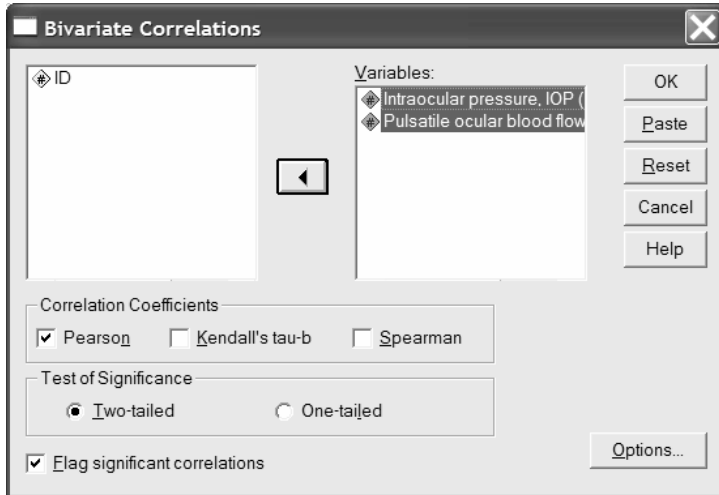 Bivariate Correlations
ID
Variables:
Intraocular pressure, IOP (
Pulsatile ocular blood flow
OK
Paste
Reset
Cancel
Help
Correlation Coefficients
Pearson Kendall's tau-b Spearman
Test of Significance
Two-tailed One-tailed
Flag significant correlations
Options...